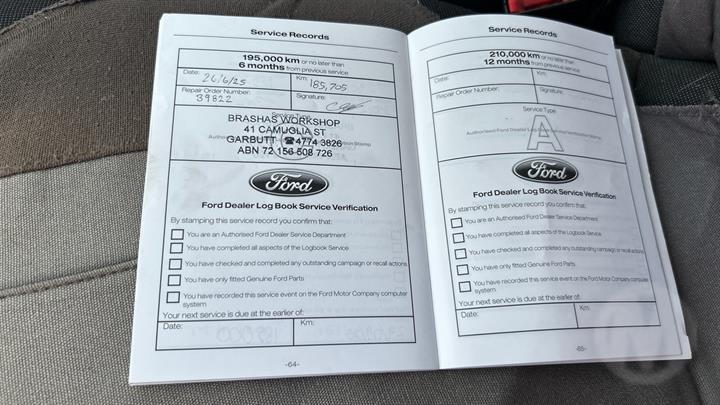 Service Records
195,000 km or no later than
6 months from previous service
Date: 26/6/25 Km: 185,705
Repair Order Number: 39822 Signature:
Service Type
BRASHAS WORKSHOP
41 CAMUGLIA ST
GARBUTT ☎4774 3826
ABN 72 156 508 726
Ford
Ford Dealer Log Book Service Verification
By stamping this service record you confirm that:
You are an Authorised Ford Dealer Service Department
You have completed all aspects of the Logbook Service
You have checked and completed any outstanding campaign or recall actions
You have only fitted Genuine Ford Parts
You have recorded this service event on the Ford Motor Company computer
system
Your next service is due at the earlier of:
Date: Km:
-64-
Service Records
210,000 km or no later than
12 months from previous service
Date: Km:
Repair Order Number: Signature:
Service Type
A
Authorised Ford Dealer Log Book Service Verification Stamp
Ford
Ford Dealer Log Book Service Verification
By stamping this service record you confirm that:
You are an Authorised Ford Dealer Service Department
You have completed all aspects of the Logbook Service
You have checked and completed any outstanding campaign or recall actions
You have only fitted Genuine Ford Parts
You have recorded this service event on the Ford Motor Company computer
system
Your next service is due at the earlier of:
Date: Km:
-65-